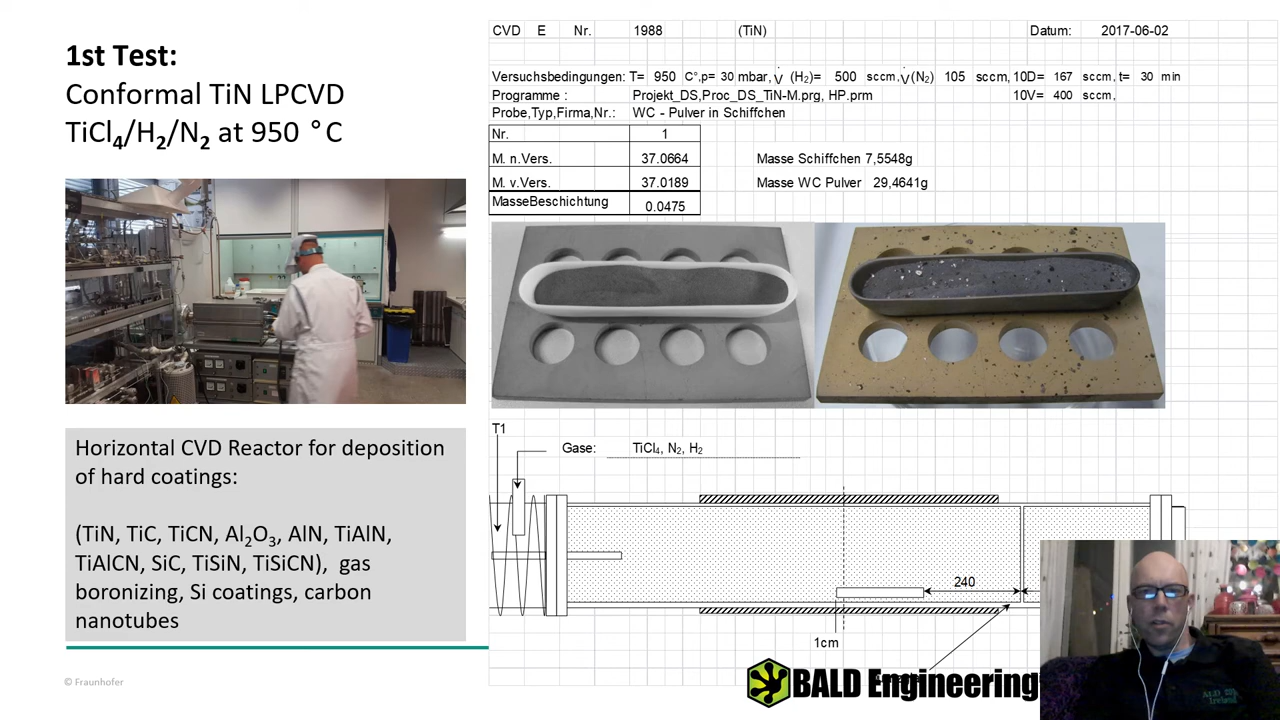 1st Test:
Conformal TiN LPCVD
TiCl4/H2/N2 at 950 °C
Horizontal CVD Reactor for deposition
of hard coatings:
(TiN, TiC, TiCN, Al2O3, AlN, TiAlN,
TiAlCN, SiC, TiSiN, TiSiCN), gas
boronizing, Si coatings, carbon
nanotubes
© Fraunhofer
CVD E Nr. 1988 (TiN) Datum: 2017-06-02
Versuchsbedingungen: T= 950 C°,p= 30 mbar, V (H2)= 500 sccm, V(N2) 105 sccm, 10D= 167 sccm, t= 30 min
Programme : Projekt_DS,Proc_DS_TiN-M.prg, HP.prm 10V= 400 sccm,
Probe,Typ,Firma,Nr.: WC - Pulver in Schiffchen
Nr. 1
M. n.Vers. 37.0664 Masse Schiffchen 7,5548g
M. v.Vers. 37.0189 Masse WC Pulver 29,4641g
MasseBeschichtung 0.0475
T1
Gase: TiCl4, N2, H2
240
1cm
BALD Engineering
ALD
Ireland